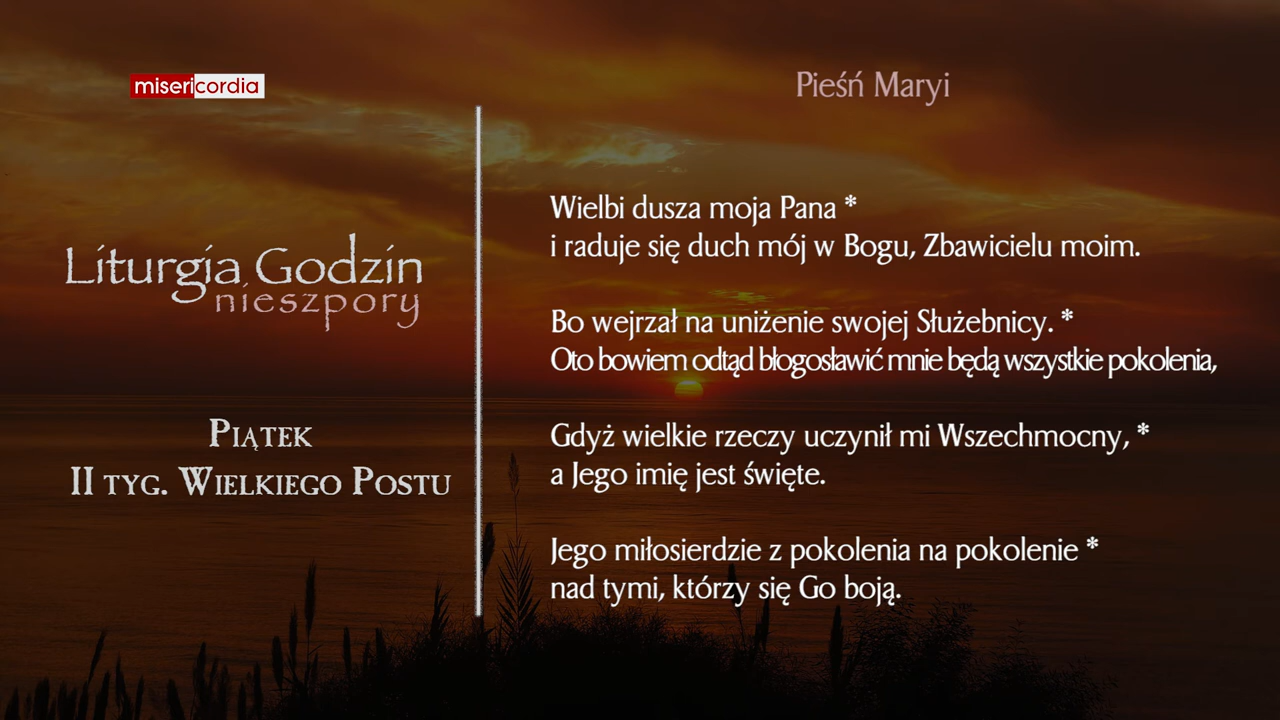 misericordia
Liturgia Godzin
nieszpory
Piątek
II tyg. Wielkiego Postu
Pieśń Maryi
Wielbi dusza moja Pana *
i raduje się duch mój w Bogu, Zbawicielu moim.
Bo wejrzał na uniżenie swojej Służebnicy. *
Oto bowiem odtąd błogosławić mnie będą wszystkie pokolenia,
Gdyż wielkie rzeczy uczynił mi Wszechmocny, *
a Jego imię jest święte.
Jego miłosierdzie z pokolenia na pokolenie *
nad tymi, którzy się Go boją.